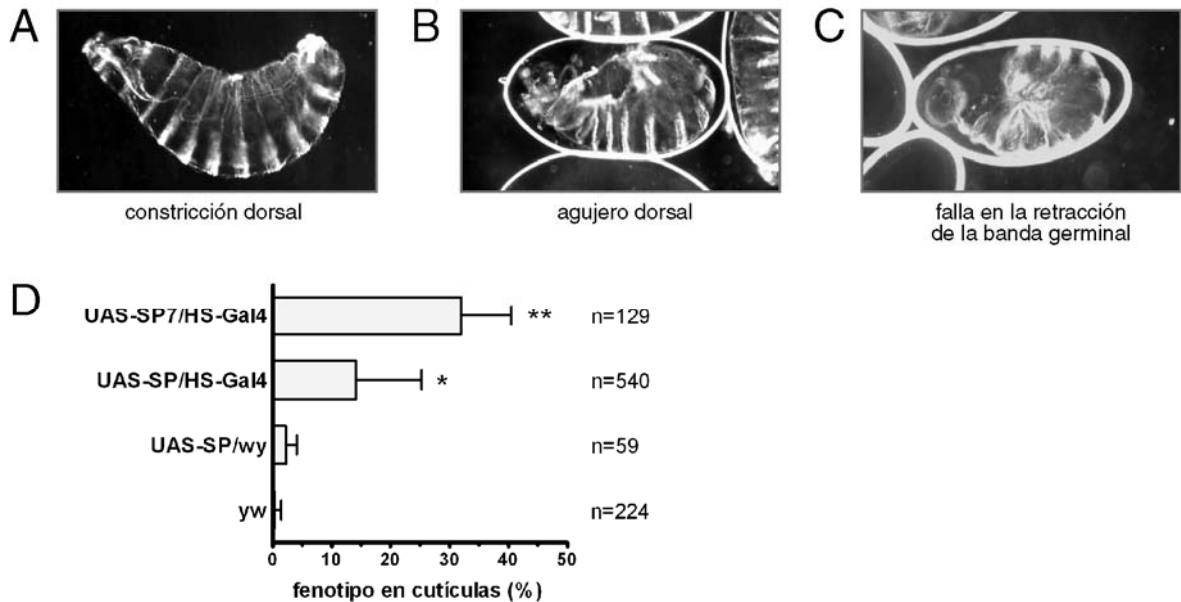 A
B
C
constricción dorsal
agujero dorsal
falla en la retracción
de la banda germinal
D
UAS-SP7/HS-Gal4
**
n=129
UAS-SP/HS-Gal4
*
n=540
UAS-SP/wy
n=59
yw
n=224
0 10 20 30 40 50
fenotipo en cutículas (%)